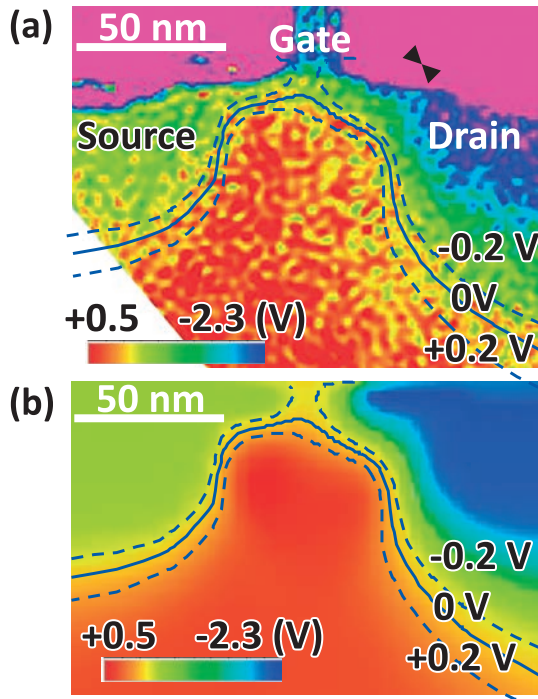 (a)
50 nm
Gate
Source
Drain
-0.2 V
0V
+0.2 V
+0.5 -2.3 (V)
(b)
50 nm
-0.2 V
0 V
+0.2 V
+0.5 -2.3 (V)